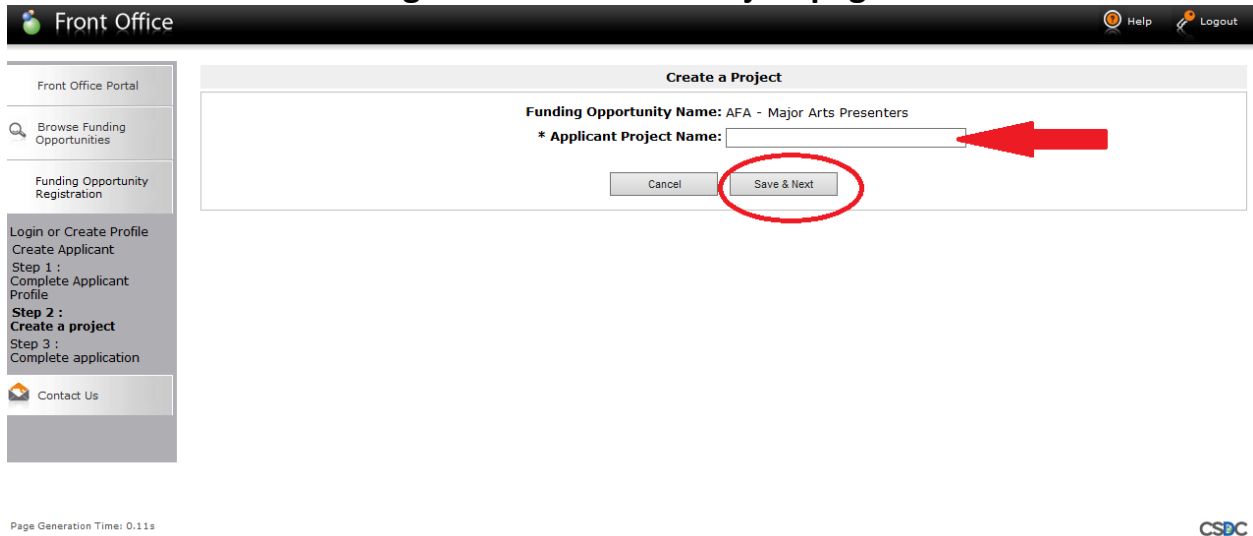 Front Office
Help
Logout
Front Office Portal
Browse Funding
Opportunities
Funding Opportunity
Registration
Login or Create Profile
Create Applicant
Step 1 :
Complete Applicant
Profile
Step 2 :
Create a project
Step 3 :
Complete application
Contact Us
Create a Project
Funding Opportunity Name: AFA - Major Arts Presenters
* Applicant Project Name:
Cancel
Save & Next
Page Generation Time: 0.11s
CSDC